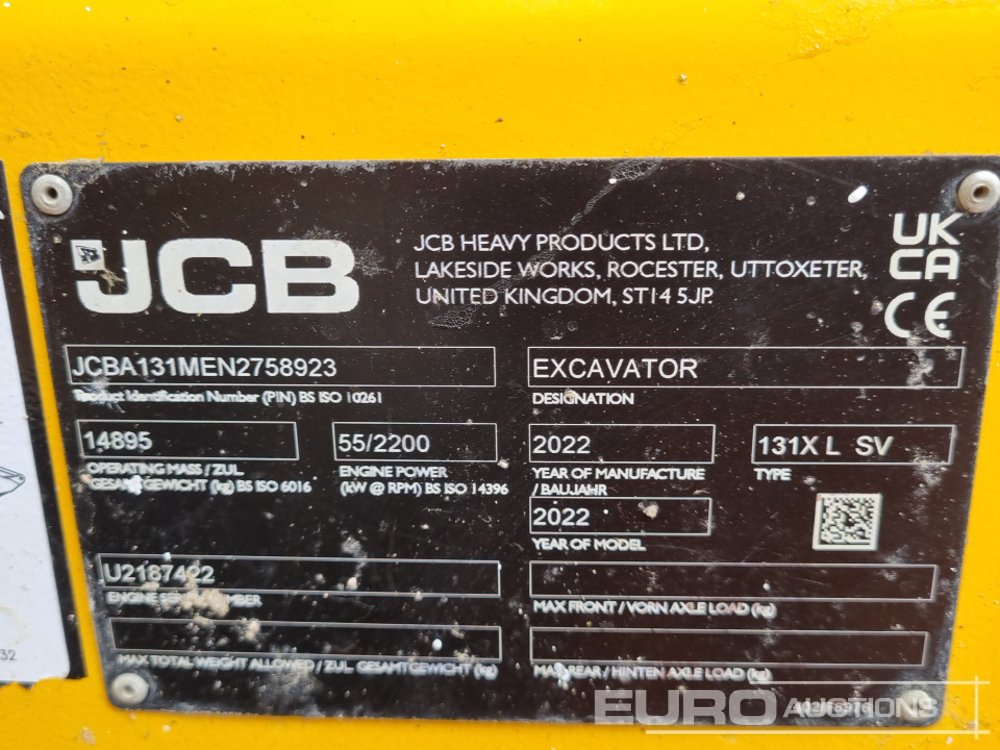 JCB
JCB HEAVY PRODUCTS LTD,
LAKESIDE WORKS, ROCESTER, UTTOXETER,
UNITED KINGDOM, ST14 5JP.
UK
CA
CE
JCBA131MEN2758923
Product Identification Number (PIN) BS ISO 10261
EXCAVATOR
DESIGNATION
14895
OPERATING MASS / ZUL
GESAMTGEWICHT (kg) BS ISO 6016
55/2200
ENGINE POWER
(kW @ RPM) BS ISO 14396
2022
YEAR OF MANUFACTURE
/ BAUJAHR
131X L SV
TYPE
2022
YEAR OF MODEL
U2187422
ENGINE SERIAL NUMBER
MAX FRONT / VORN AXLE LOAD (kg)
MAX TOTAL WEIGHT ALLOWED / ZUL. GESAMTGEWICHT (kg)
MAX REAR / HINTEN AXLE LOAD (kg)
32
EURO AUCTIONS